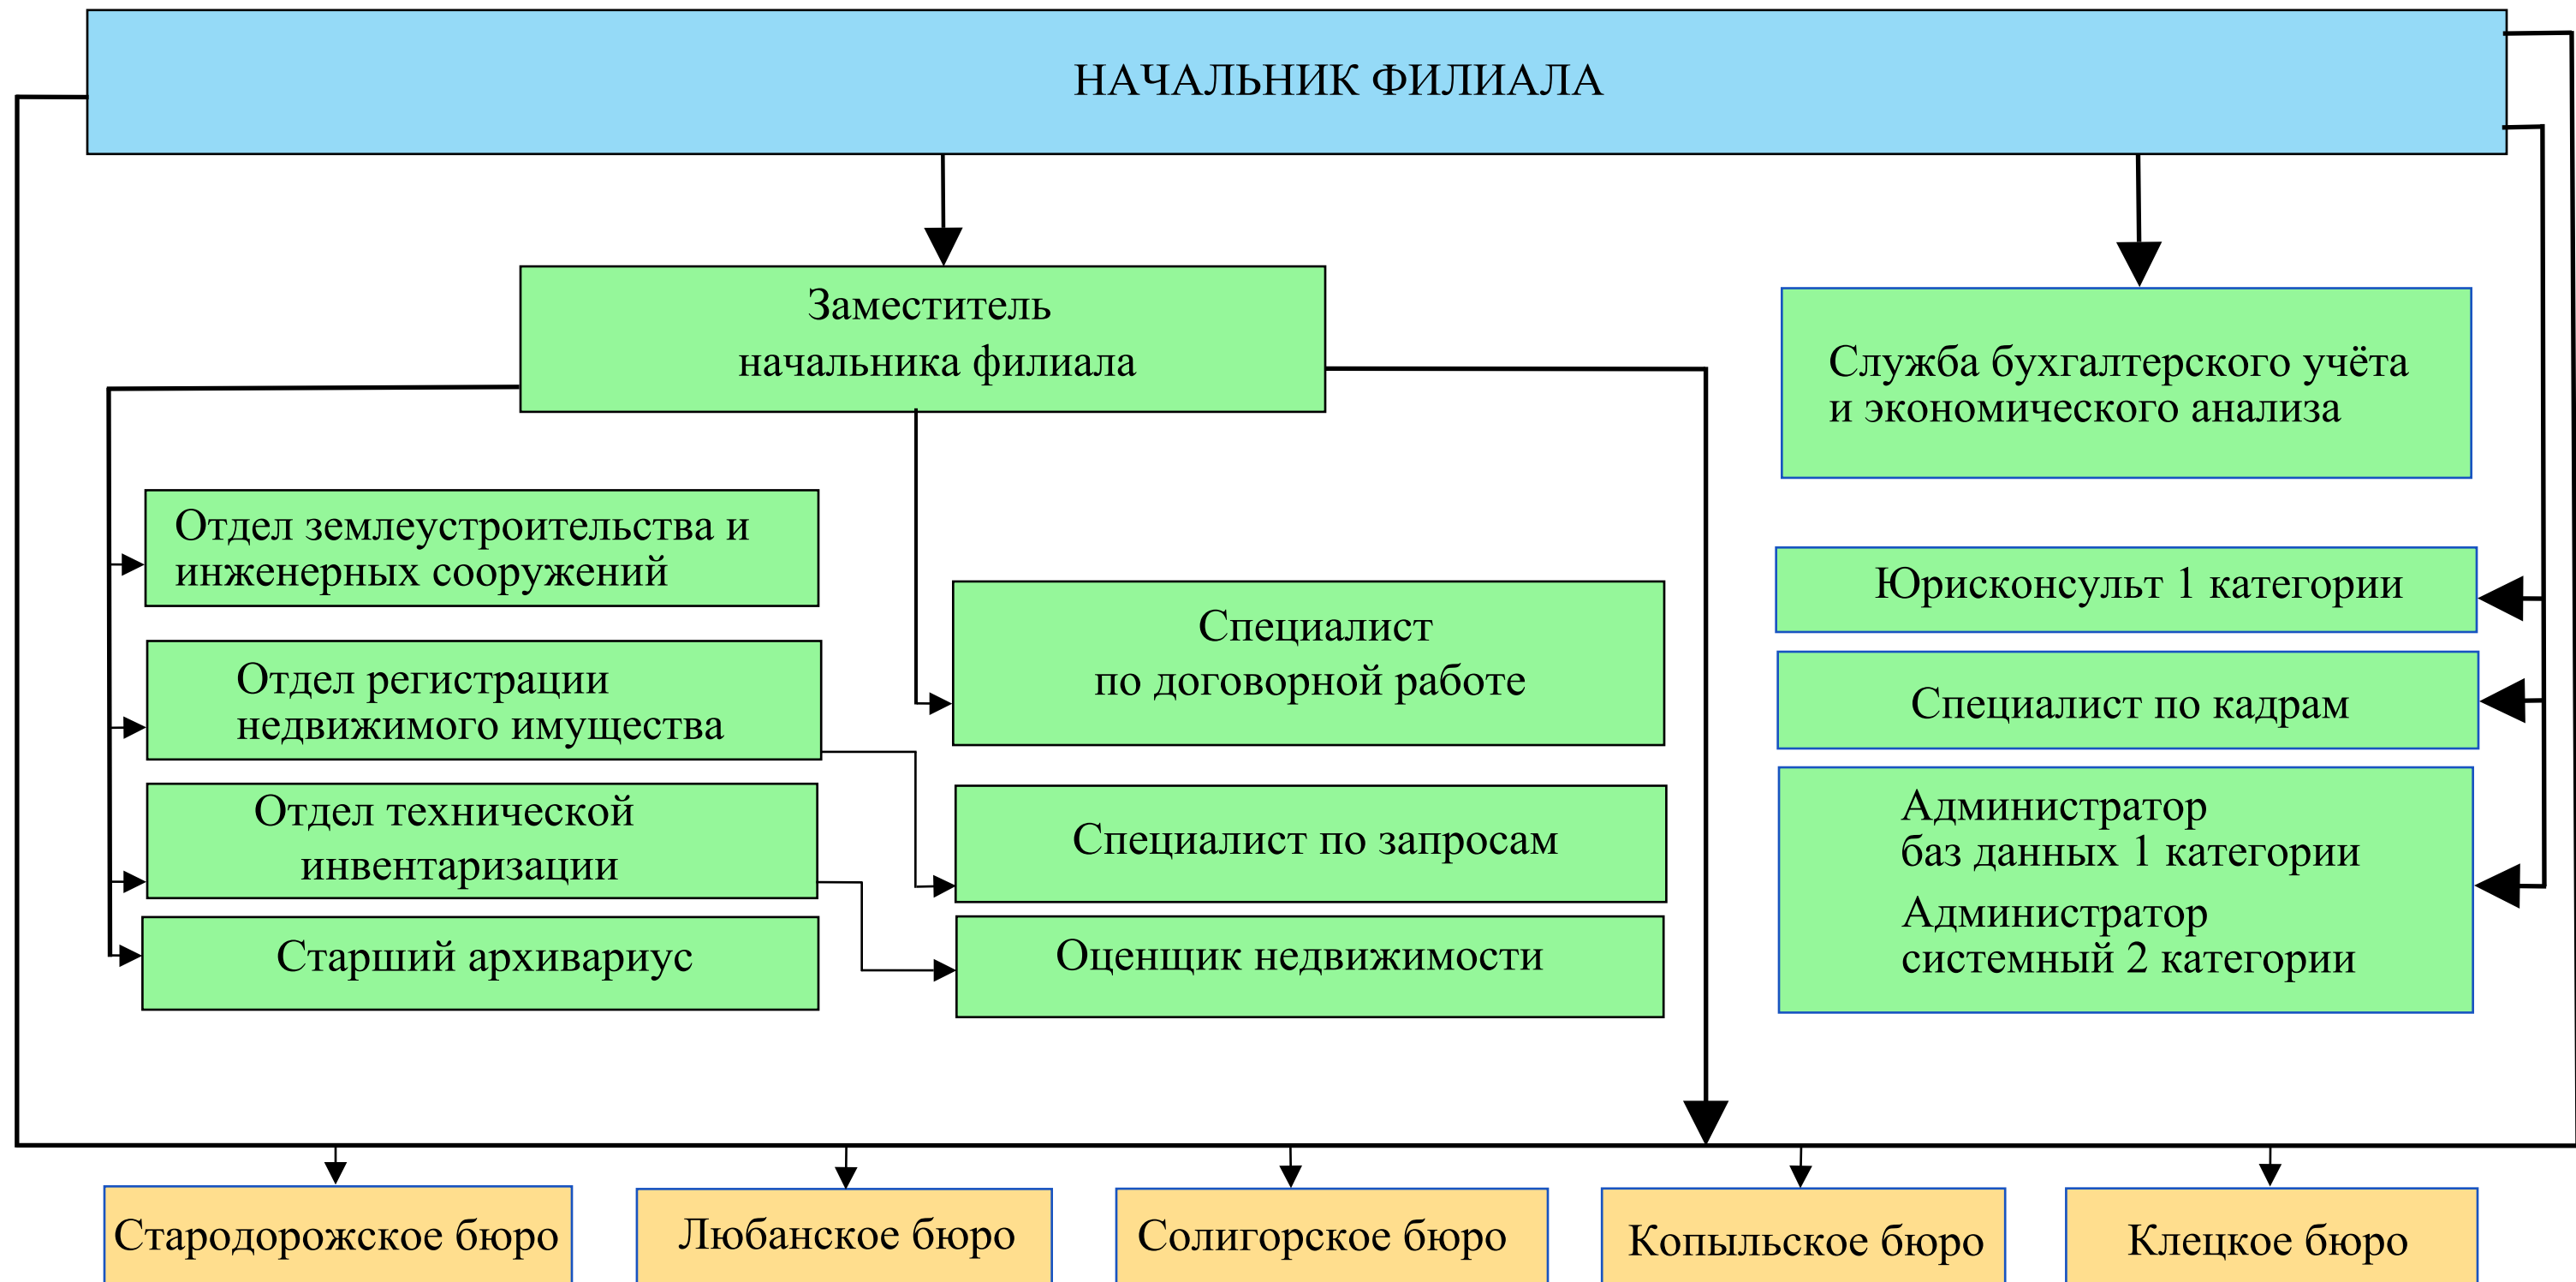 НАЧАЛЬНИК ФИЛИАЛА
Заместитель
начальника филиала
Служба бухгалтерского учёта
и экономического анализа
Отдел землеустроительства и
инженерных сооружений
Отдел регистрации
недвижимого имущества
Отдел технической
инвентаризации
Старший архивариус
Специалист
по договорной работе
Специалист по запросам
Оценщик недвижимости
Юрисконсульт 1 категории
Специалист по кадрам
Администратор
баз данных 1 категории
Администратор
системный 2 категории
Стародорожское бюро
Любанское бюро
Солигорское бюро
Копыльское бюро
Клецкое бюро